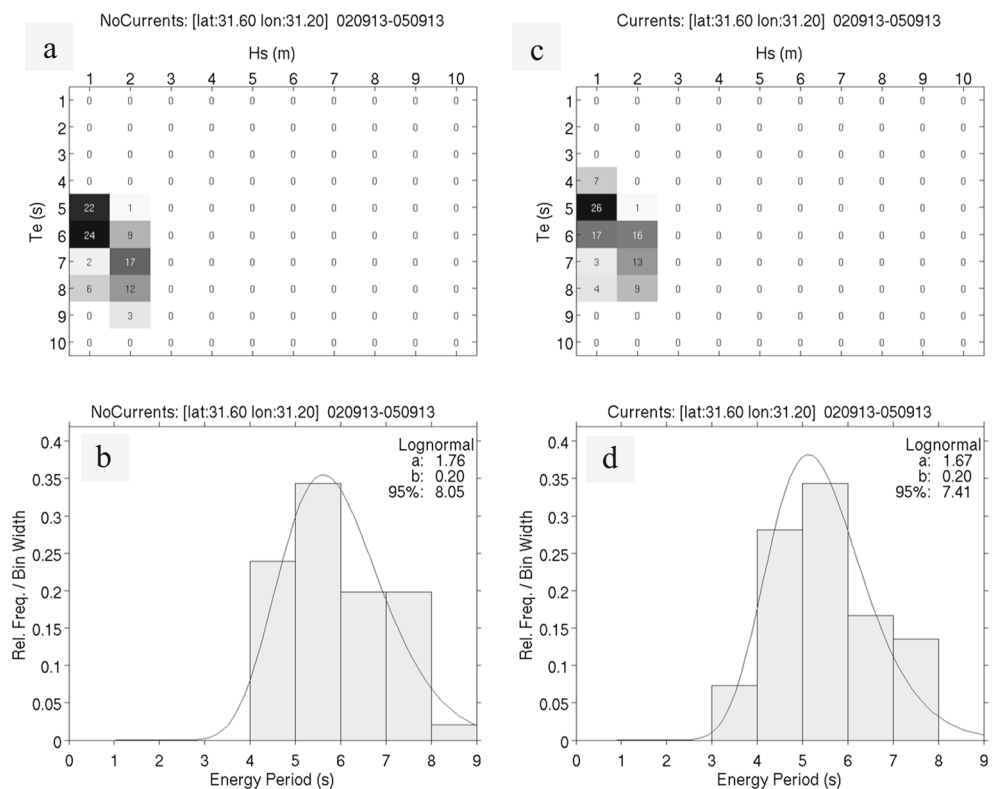 NoCurrents: [lat:31.60 lon:31.20] 020913-050913
a
Hs (m)
1 2 3 4 5 6 7 8 9 10
Te (s)
1 0 0 0 0 0 0 0 0 0 0
2 0 0 0 0 0 0 0 0 0 0
3 0 0 0 0 0 0 0 0 0 0
4 0 0 0 0 0 0 0 0 0 0
5 22 1 0 0 0 0 0 0 0 0
6 24 9 0 0 0 0 0 0 0 0
7 2 17 0 0 0 0 0 0 0 0
8 6 12 0 0 0 0 0 0 0 0
9 0 3 0 0 0 0 0 0 0 0
10 0 0 0 0 0 0 0 0 0 0
Currents: [lat:31.60 lon:31.20] 020913-050913
c
Hs (m)
1 2 3 4 5 6 7 8 9 10
Te (s)
1 0 0 0 0 0 0 0 0 0 0
2 0 0 0 0 0 0 0 0 0 0
3 0 0 0 0 0 0 0 0 0 0
4 7 0 0 0 0 0 0 0 0 0
5 26 1 0 0 0 0 0 0 0 0
6 17 16 0 0 0 0 0 0 0 0
7 3 13 0 0 0 0 0 0 0 0
8 4 9 0 0 0 0 0 0 0 0
9 0 0 0 0 0 0 0 0 0 0
10 0 0 0 0 0 0 0 0 0 0
NoCurrents: [lat:31.60 lon:31.20] 020913-050913
b
Lognormal
a: 1.76
b: 0.20
95%: 8.05
Rel. Freq. / Bin Width
0.4
0.35
0.3
0.25
0.2
0.15
0.1
0.05
0
0 1 2 3 4 5 6 7 8 9
Energy Period (s)
Currents: [lat:31.60 lon:31.20] 020913-050913
d
Lognormal
a: 1.67
b: 0.20
95%: 7.41
Rel. Freq. / Bin Width
0.4
0.35
0.3
0.25
0.2
0.15
0.1
0.05
0
0 1 2 3 4 5 6 7 8 9
Energy Period (s)